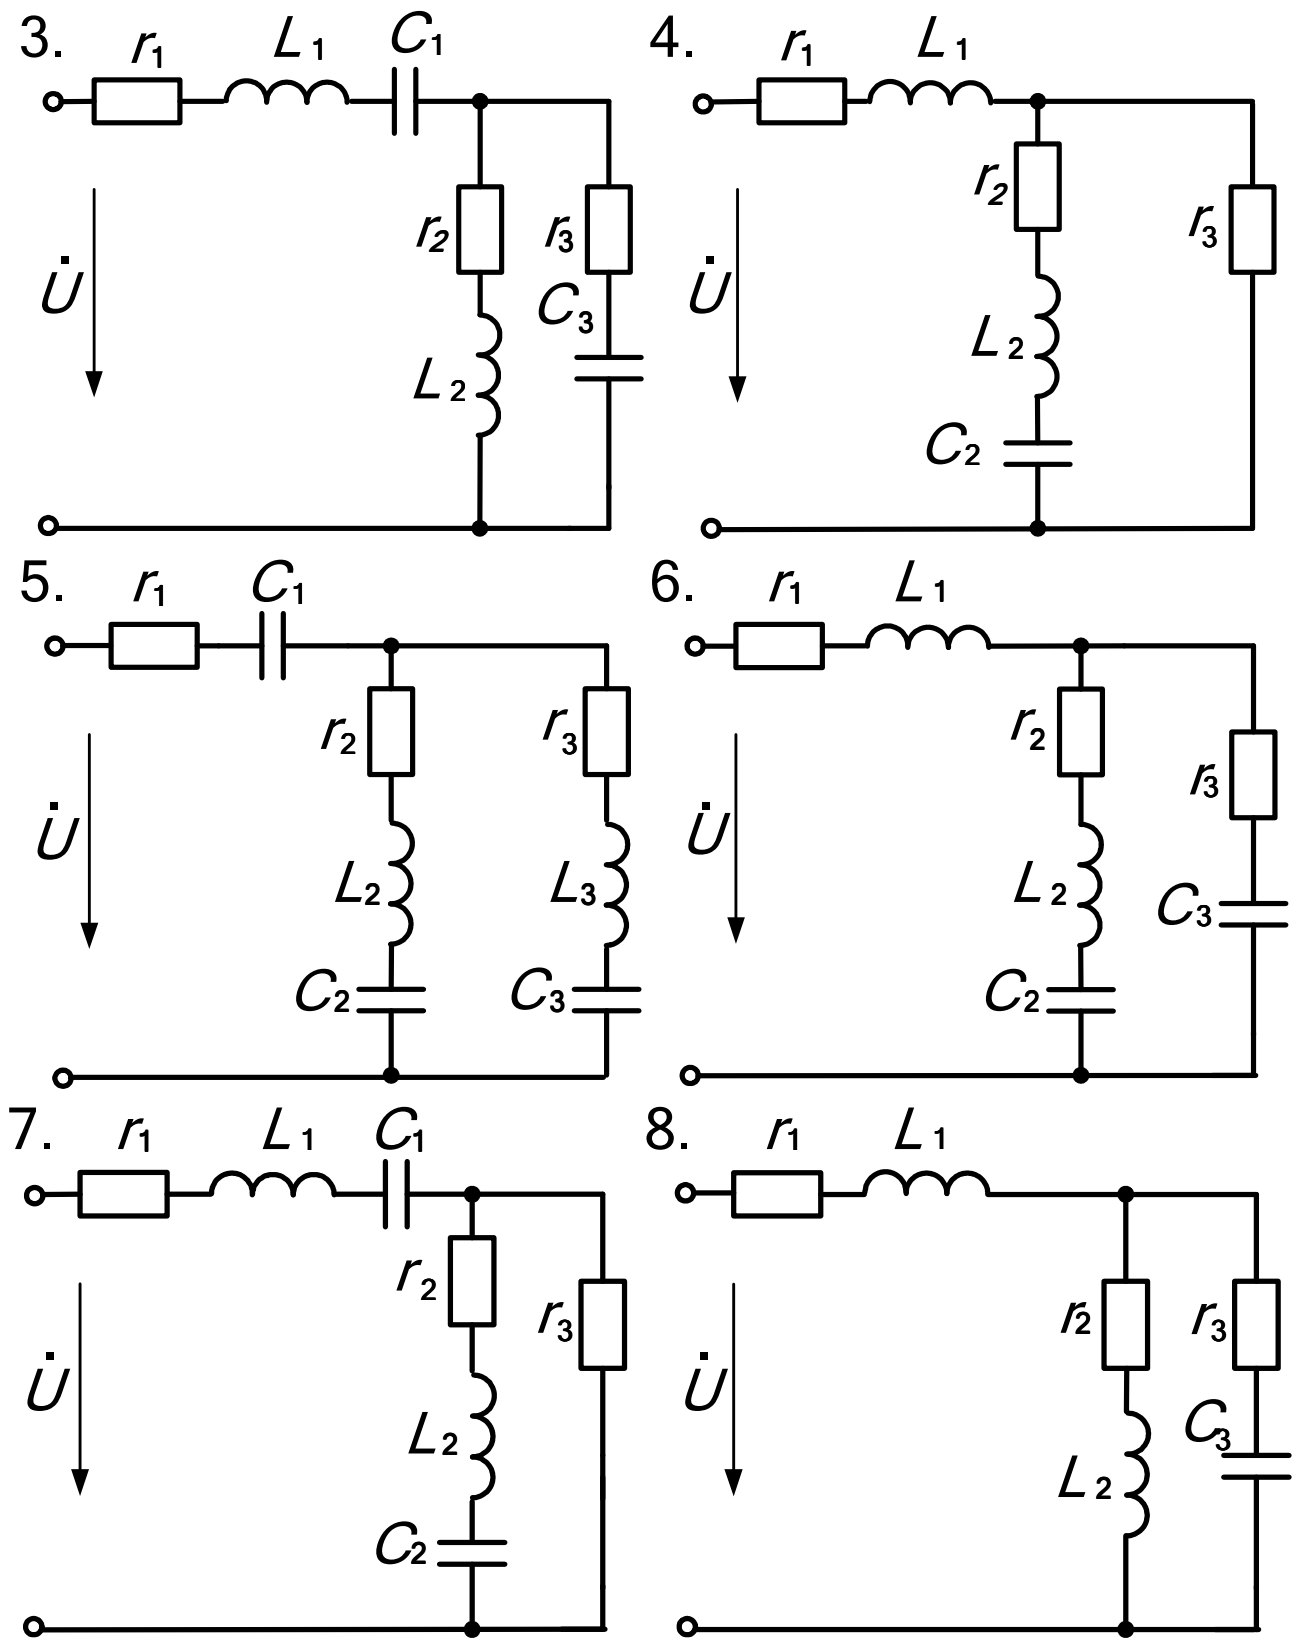 3. r1 L1 C1
r2 r3
U̇ C3
L2
4. r1 L1
r2
r3
U̇
L2
C2
5. r1 C1
r2 r3
U̇
L2 L3
C2 C3
6. r1 L1
r2
r3
U̇
L2 C3
C2
7. r1 L1 C1
r2
r3
U̇
L2
C2
8. r1 L1
r2 r3
U̇
C3
L2